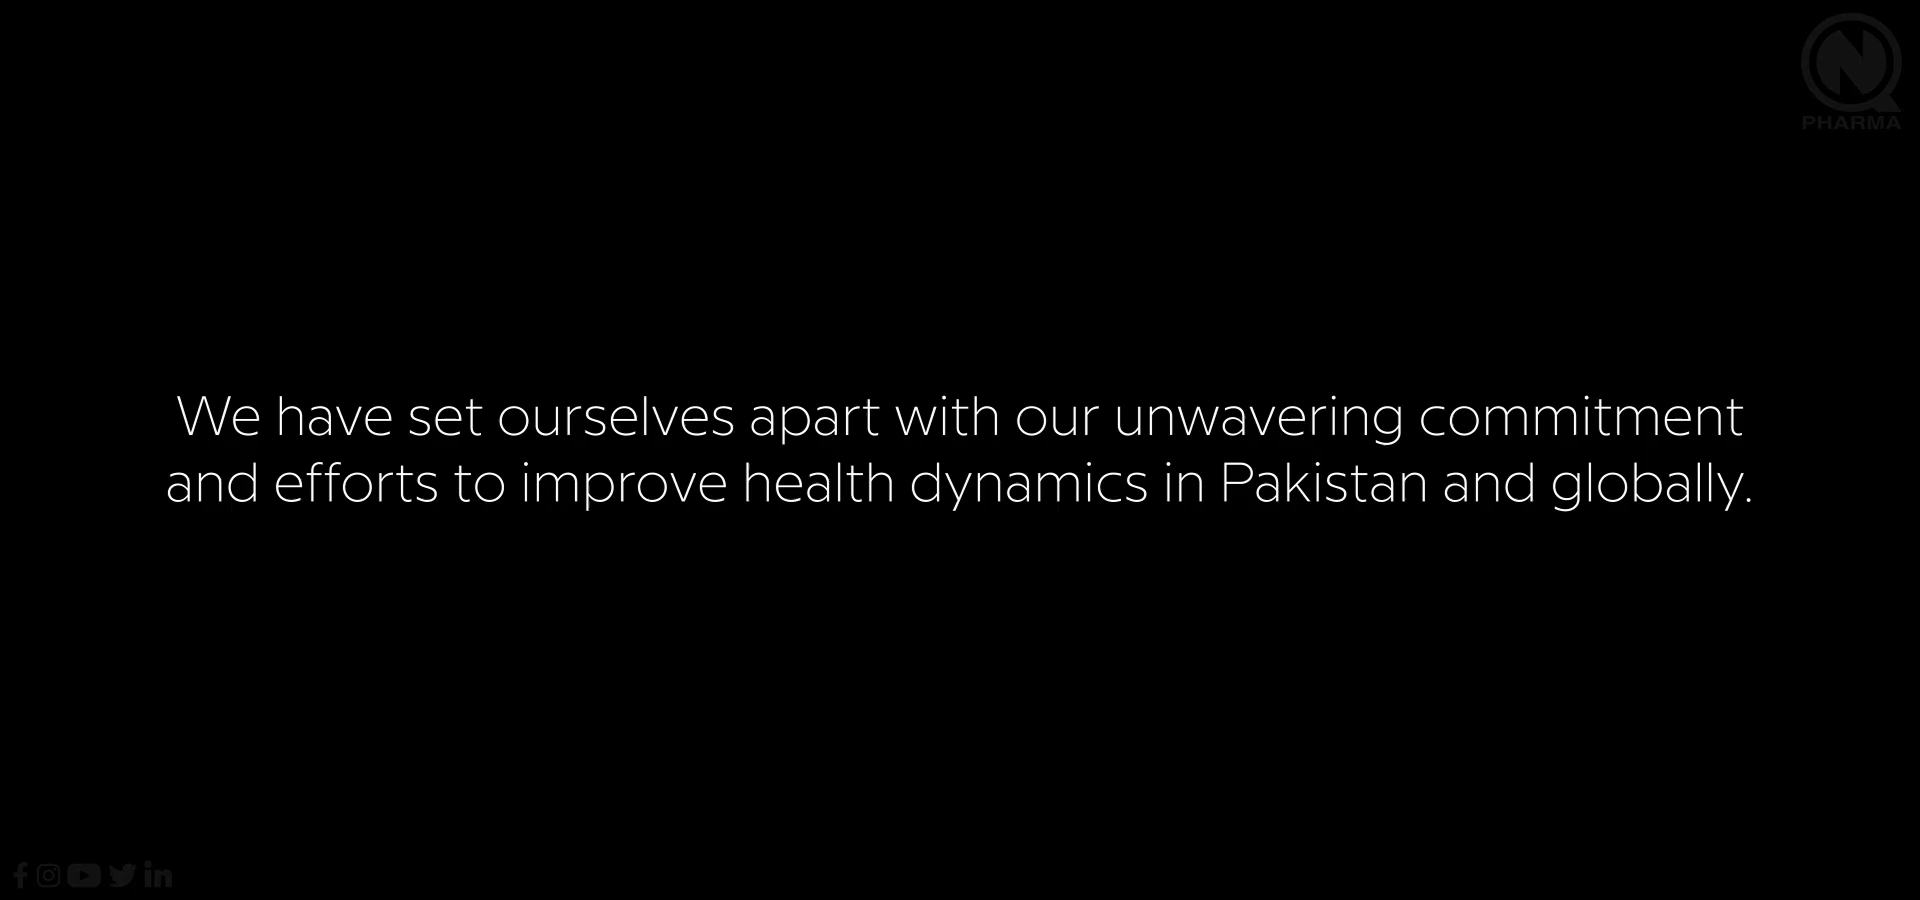 NQ
PHARMA
We have set ourselves apart with our unwavering commitment
and efforts to improve health dynamics in Pakistan and globally.